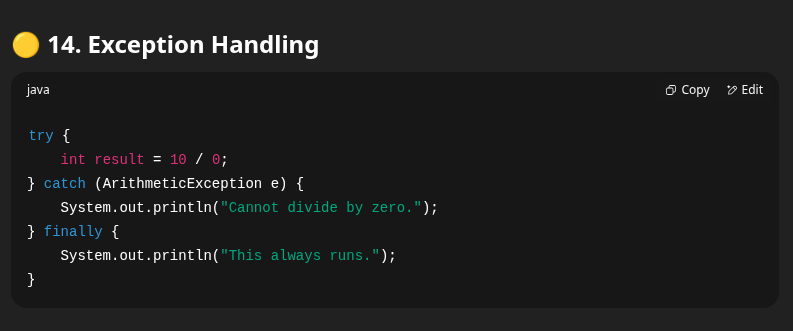 🟡 14. Exception Handling
java Copy Edit
try {
    int result = 10 / 0;
} catch (ArithmeticException e) {
    System.out.println("Cannot divide by zero.");
} finally {
    System.out.println("This always runs.");
}